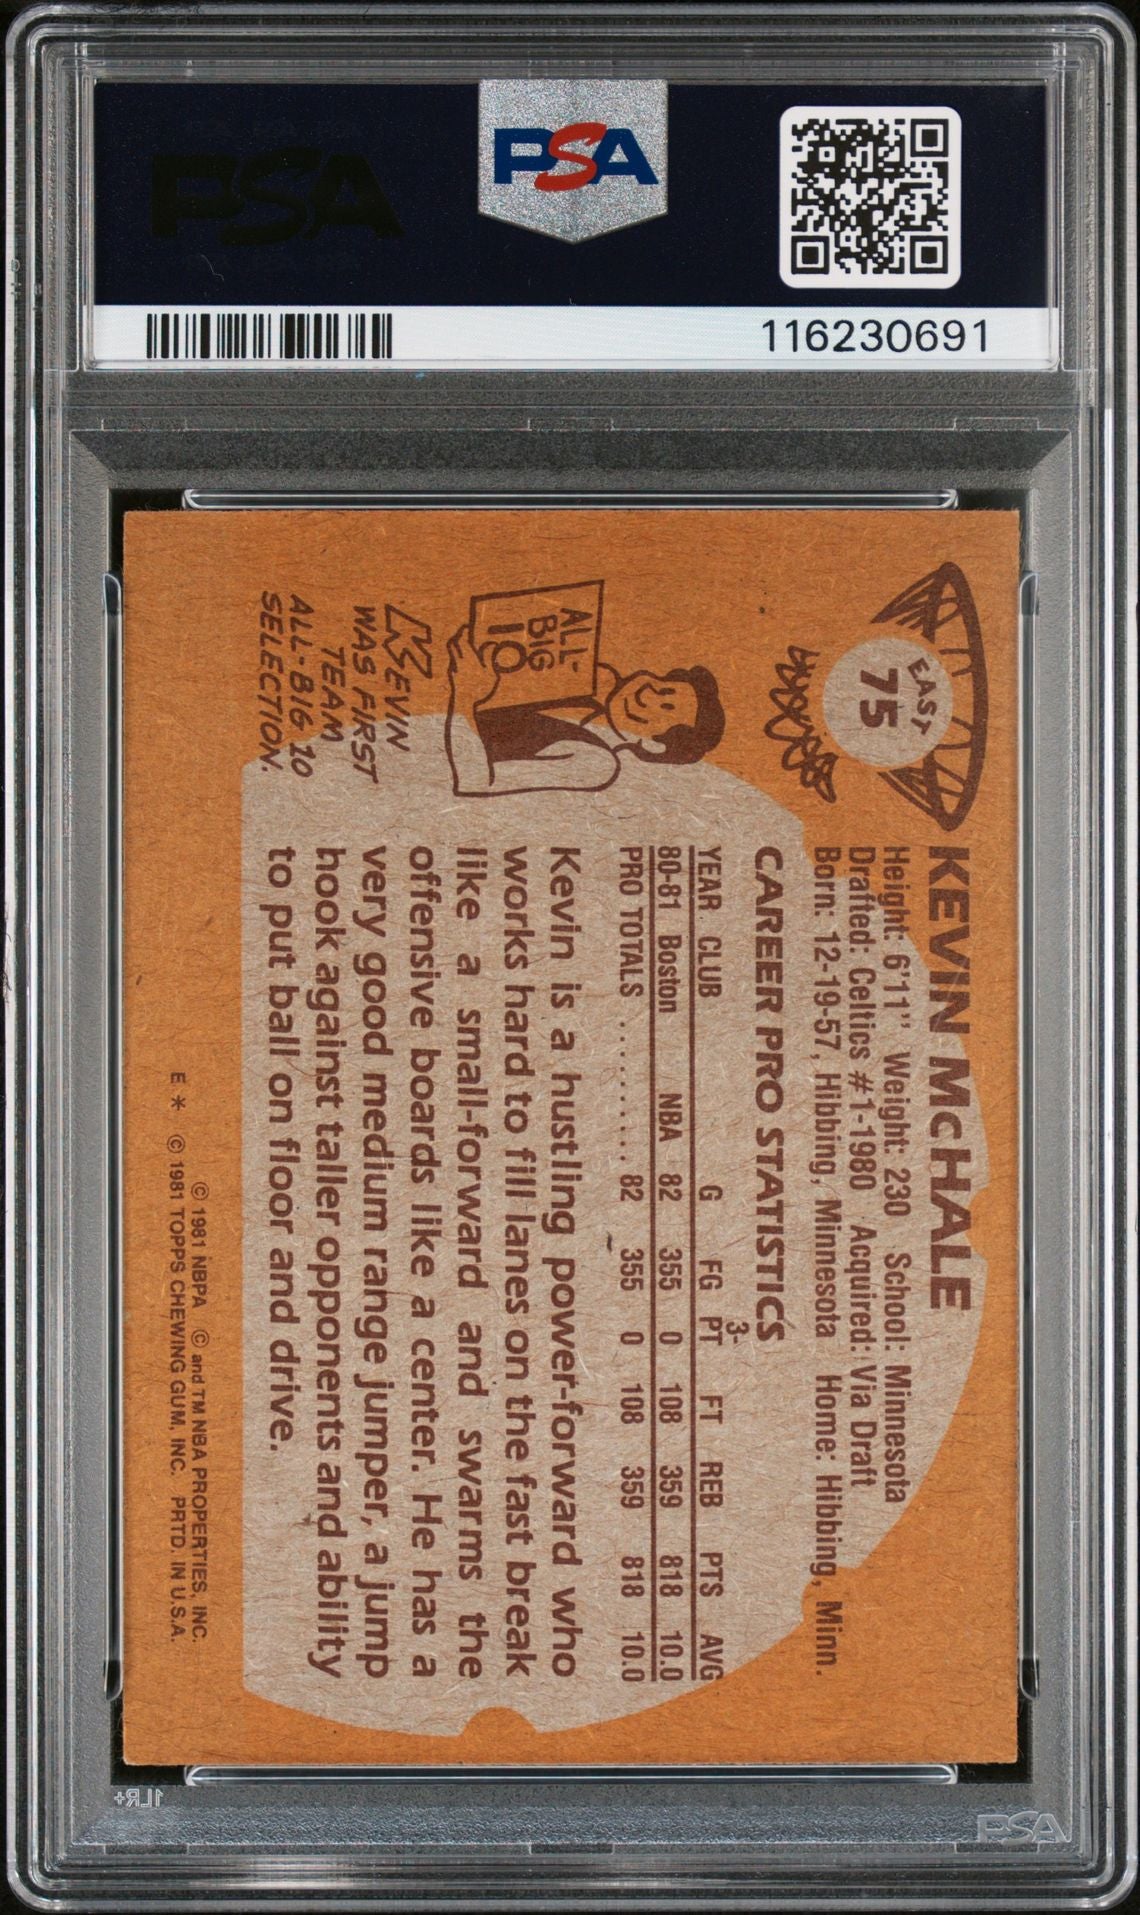 PSA
PSA
116230691
EAST
75
KEVIN McHALE
Height: 6'11" Weight: 230 School: Minnesota
Drafted: Celtics #1-1980 Acquired: Via Draft
Born: 12-19-57, Hibbing, Minnesota Home: Hibbing, Minn.
CAREER PRO STATISTICS
YEAR CLUB G FG 3-PT FT REB PTS AVG
80-81 Boston NBA 82 355 0 108 359 818 10.0
PRO TOTALS .......... 82 355 0 108 359 818 10.0
ALL-
BIG
10
KEVIN
WAS FIRST
TEAM
ALL-BIG 10
SELECTION.
Kevin is a hustling power-forward who
works hard to fill lanes on the fast break
like a small-forward and swarms the
offensive boards like a center. He has a
very good medium range jumper, a jump
hook against taller opponents and ability
to put ball on floor and drive.
© 1981 NBPA © and TM NBA PROPERTIES, INC.
E * © 1981 TOPPS CHEWING GUM, INC. PRTD. IN U.S.A.
1LR+
PSA